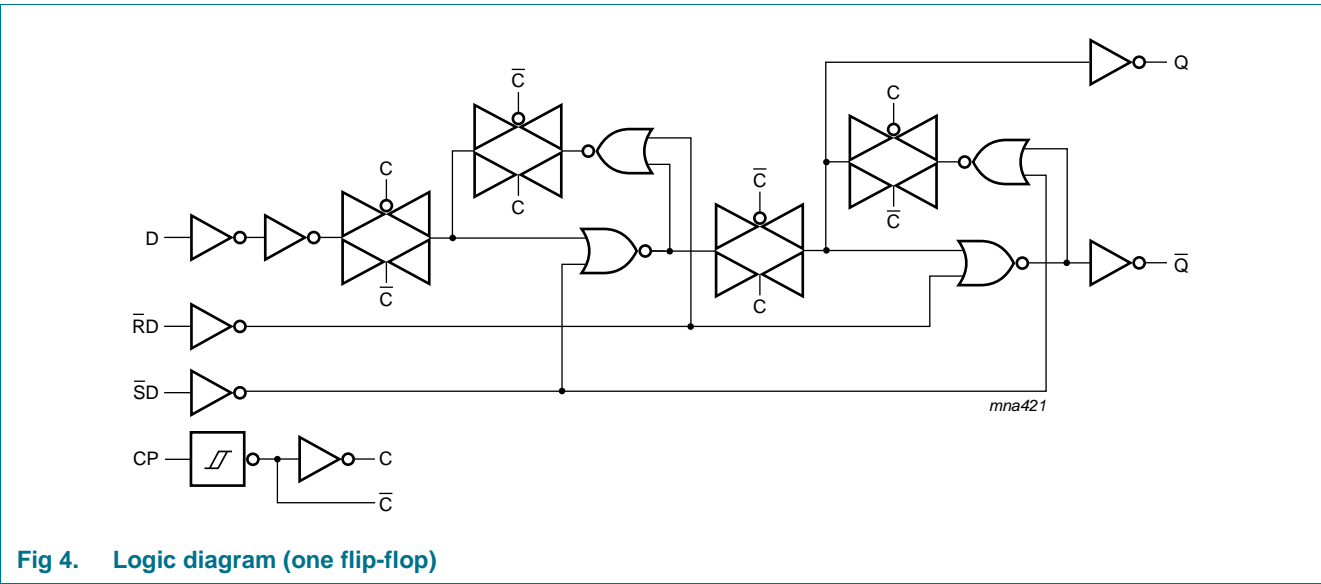 Q
C̅
C
C
C̅
C
C
C̅
D
C̅
Q̅
C
R̅D
S̅D
mna421
CP
C
C̅
Fig 4. Logic diagram (one flip-flop)